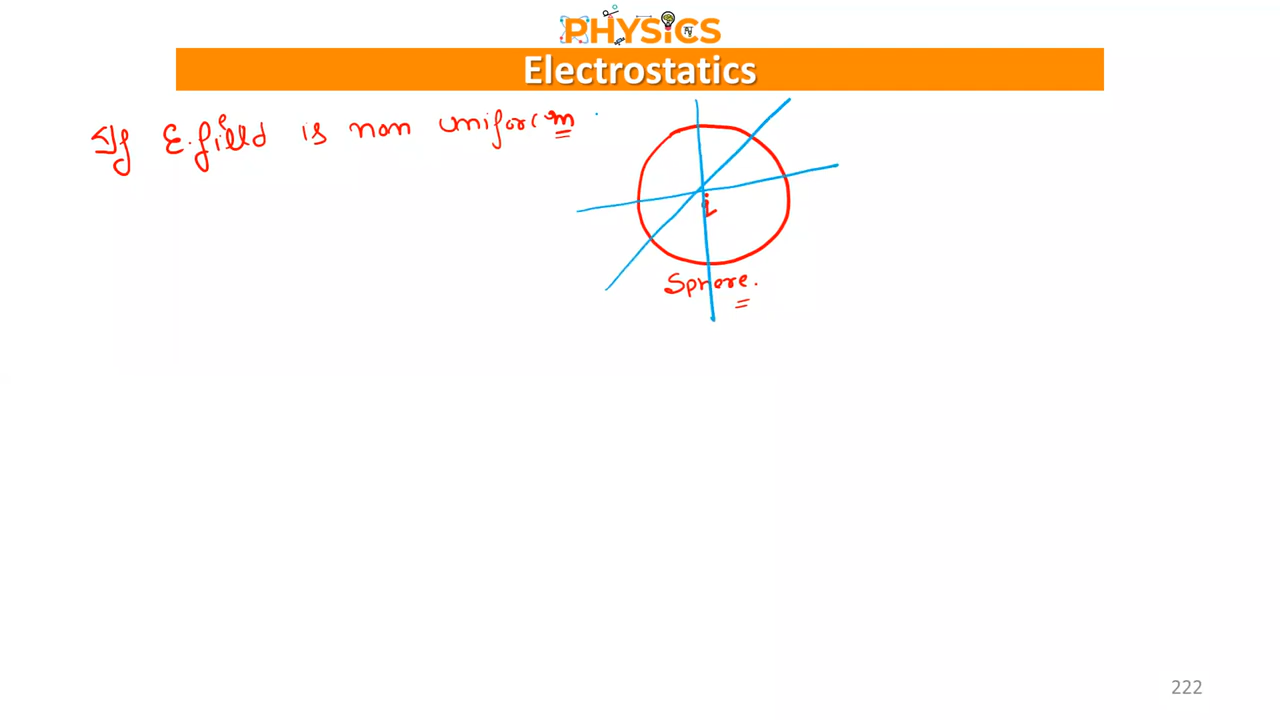 PHYSICS
Electrostatics
If E.field is non uniform
i
Sphere.
222